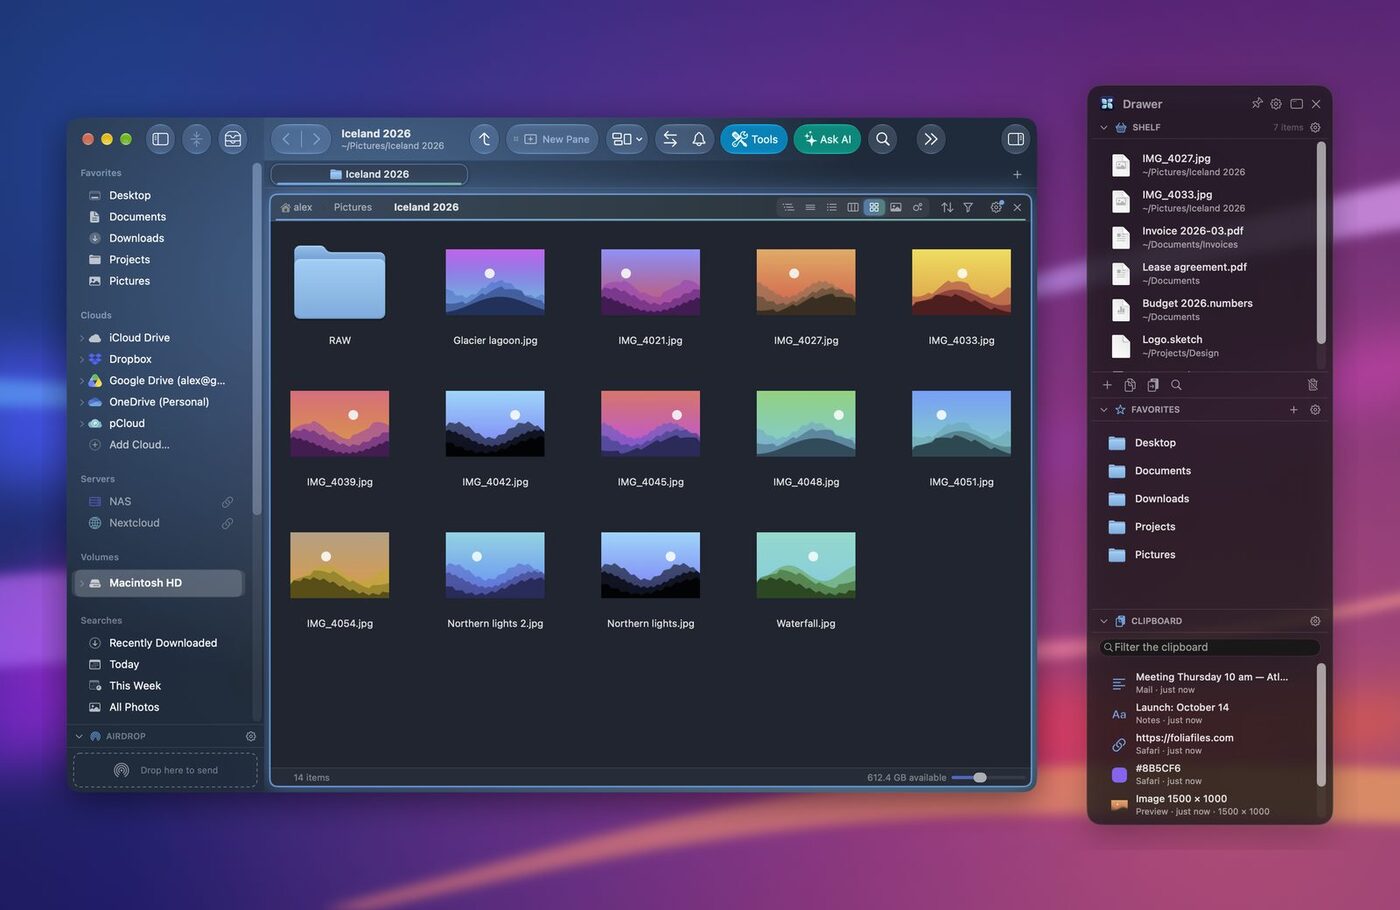 Iceland 2026
~/Pictures/Iceland 2026
New Pane
Tools
Ask AI
Favorites
Desktop
Documents
Downloads
Projects
Pictures
Clouds
iCloud Drive
Dropbox
Google Drive (alex@g...
OneDrive (Personal)
pCloud
Add Cloud...
Servers
NAS
Nextcloud
Volumes
Macintosh HD
Searches
Recently Downloaded
Today
This Week
All Photos
AIRDROP
Drop here to send
Iceland 2026
alex
Pictures
Iceland 2026
RAW
Glacier lagoon.jpg
IMG_4021.jpg
IMG_4027.jpg
IMG_4033.jpg
IMG_4039.jpg
IMG_4042.jpg
IMG_4045.jpg
IMG_4048.jpg
IMG_4051.jpg
IMG_4054.jpg
Northern lights 2.jpg
Northern lights.jpg
Waterfall.jpg
14 items
612.4 GB available
Drawer
SHELF
7 items
IMG_4027.jpg
~/Pictures/Iceland 2026
IMG_4033.jpg
~/Pictures/Iceland 2026
Invoice 2026-03.pdf
~/Documents/Invoices
Lease agreement.pdf
~/Documents
Budget 2026.numbers
~/Documents
Logo.sketch
~/Projects/Design
FAVORITES
Desktop
Documents
Downloads
Projects
Pictures
CLIPBOARD
Filter the clipboard
Meeting Thursday 10 am — Atl...
Mail · just now
Aa
Launch: October 14
Notes · just now
https://foliafiles.com
Safari · just now
#8B5CF6
Safari · just now
Image 1500 × 1000
Preview · just now · 1500 × 1000